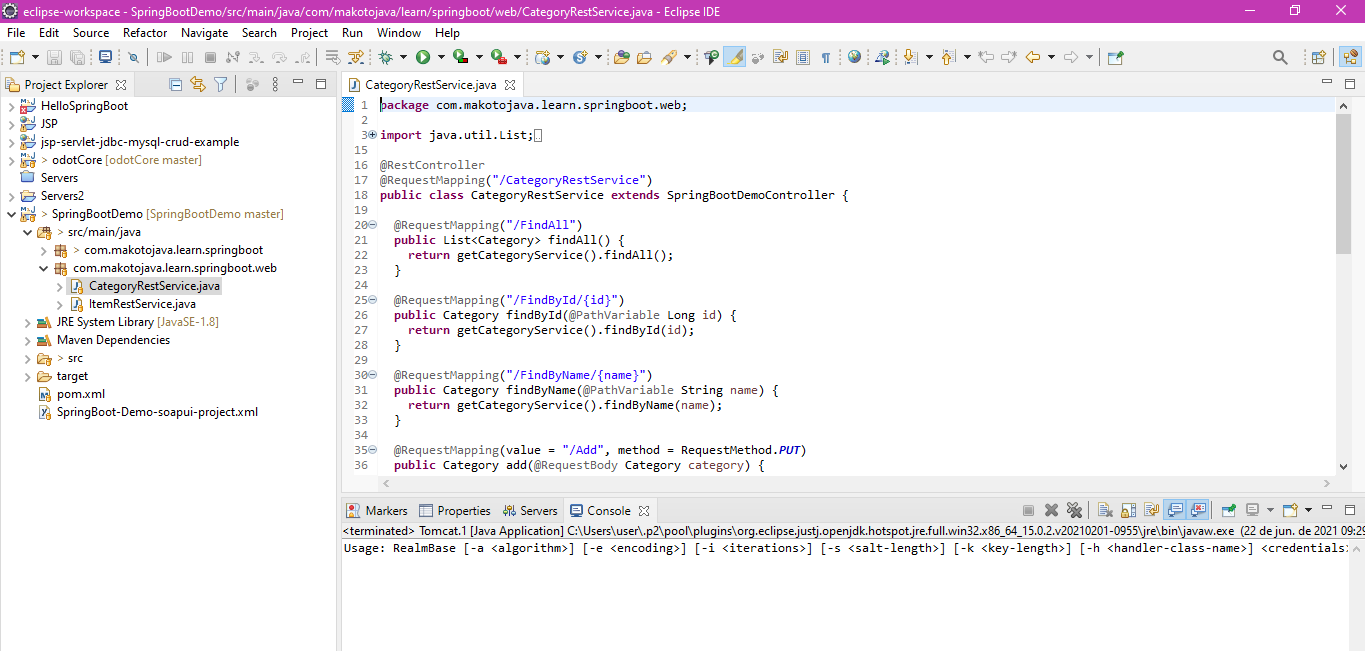 eclipse-workspace - SpringBootDemo/src/main/java/com/makotojava/learn/springboot/web/CategoryRestService.java - Eclipse IDE
File Edit Source Refactor Navigate Search Project Run Window Help
Project Explorer
HelloSpringBoot
JSP
jsp-servlet-jdbc-mysql-crud-example
> odotCore [odotCore master]
Servers
Servers2
> SpringBootDemo [SpringBootDemo master]
> src/main/java
> com.makotojava.learn.springboot
com.makotojava.learn.springboot.web
CategoryRestService.java
ItemRestService.java
JRE System Library [JavaSE-1.8]
Maven Dependencies
> src
target
pom.xml
SpringBoot-Demo-soapui-project.xml
CategoryRestService.java
1 package com.makotojava.learn.springboot.web;
2
3 import java.util.List;
15
16 @RestController
17 @RequestMapping("/CategoryRestService")
18 public class CategoryRestService extends SpringBootDemoController {
19
20 @RequestMapping("/FindAll")
21 public List<Category> findAll() {
22 return getCategoryService().findAll();
23 }
24
25 @RequestMapping("/FindById/{id}")
26 public Category findById(@PathVariable Long id) {
27 return getCategoryService().findById(id);
28 }
29
30 @RequestMapping("/FindByName/{name}")
31 public Category findByName(@PathVariable String name) {
32 return getCategoryService().findByName(name);
33 }
34
35 @RequestMapping(value = "/Add", method = RequestMethod.PUT)
36 public Category add(@RequestBody Category category) {
Markers Properties Servers Console
<terminated> Tomcat.1 [Java Application] C:\Users\user\.p2\pool\plugins\org.eclipse.justj.openjdk.hotspot.jre.full.win32.x86_64_15.0.2.v20210201-0955\jre\bin\javaw.exe (22 de jun. de 2021 09:29
Usage: RealmBase [-a <algorithm>] [-e <encoding>] [-i <iterations>] [-s <salt-length>] [-k <key-length>] [-h <handler-class-name>] <credentials>